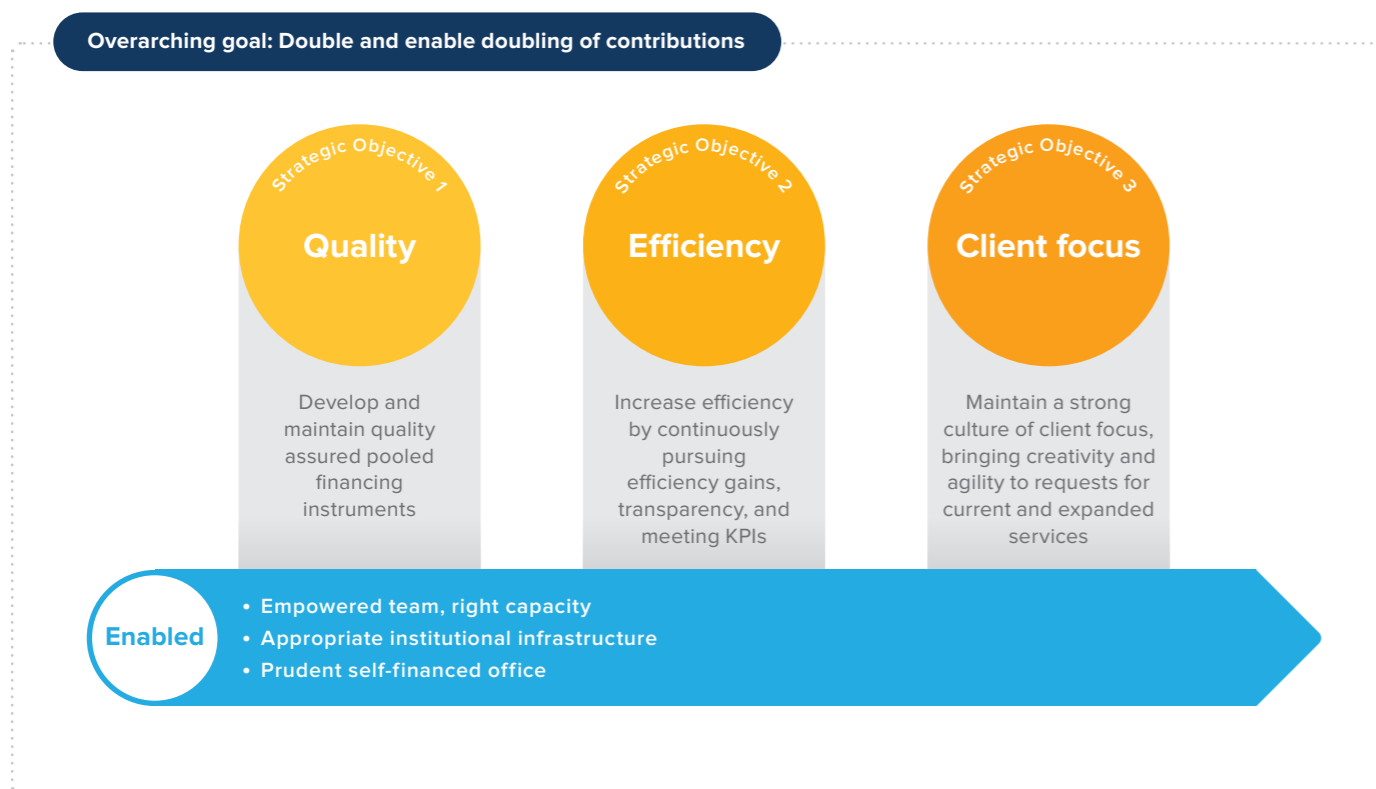 Overarching goal: Double and enable doubling of contributions
Strategic Objective 1
Quality
Develop and
maintain quality
assured pooled
financing
instruments
Strategic Objective 2
Efficiency
Increase efficiency
by continuously
pursuing
efficiency gains,
transparency, and
meeting KPIs
Strategic Objective 3
Client focus
Maintain a strong
culture of client focus,
bringing creativity and
agility to requests for
current and expanded
services
Enabled
• Empowered team, right capacity
• Appropriate institutional infrastructure
• Prudent self-financed office